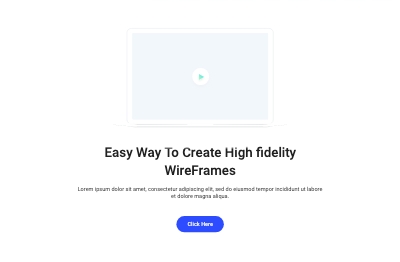 Easy Way To Create High fidelity
WireFrames
Lorem ipsum dolor sit amet, consectetur adipiscing elit, sed do eiusmod tempor incididunt ut labore
et dolore magna aliqua.
Click Here